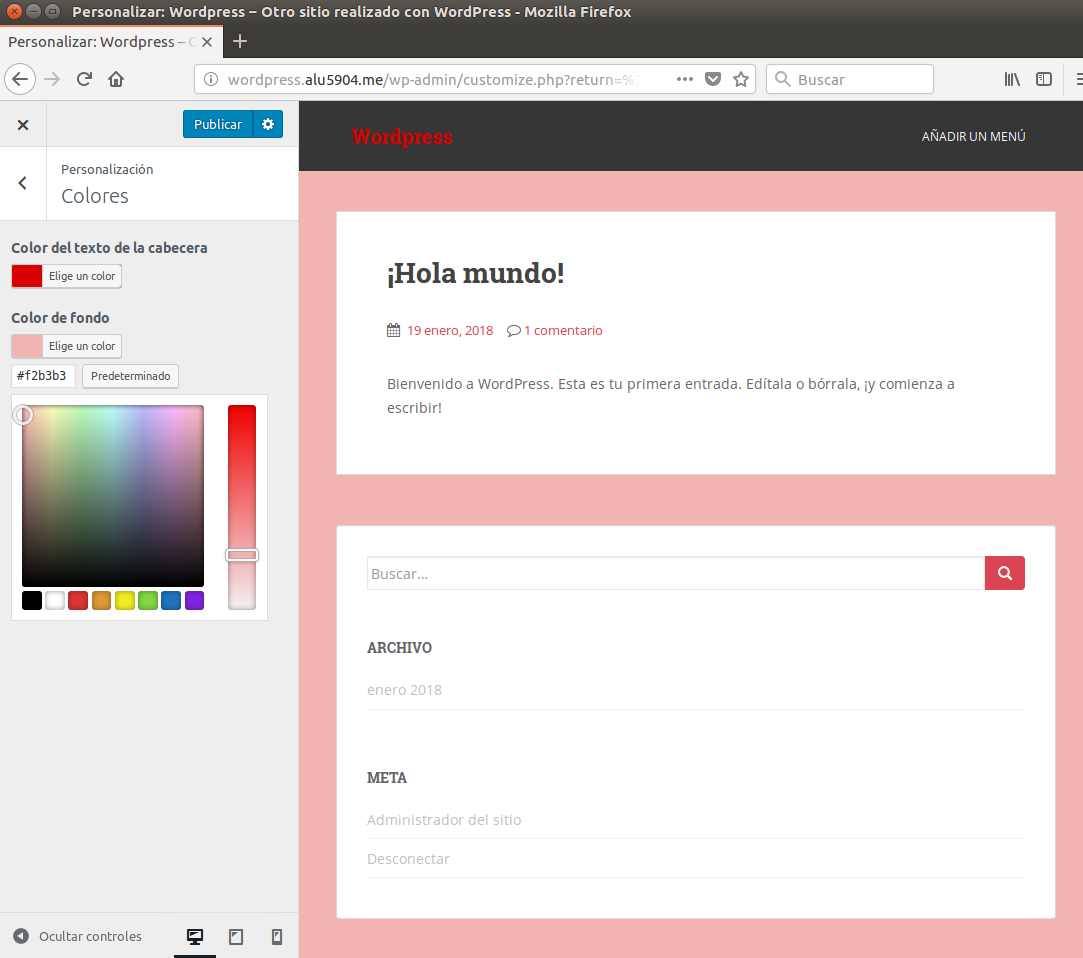 Personalizar: Wordpress – Otro sitio realizado con WordPress - Mozilla Firefox
Personalizar: Wordpress –
wordpress.alu5904.me/wp-admin/customize.php?return=%
Buscar
Publicar
Personalización
Colores
Color del texto de la cabecera
Elige un color
Color de fondo
Elige un color
#f2b3b3
Predeterminado
Ocultar controles
Wordpress
AÑADIR UN MENÚ
¡Hola mundo!
19 enero, 2018
1 comentario
Bienvenido a WordPress. Esta es tu primera entrada. Edítala o bórrala, ¡y comienza a
escribir!
Buscar...
ARCHIVO
enero 2018
META
Administrador del sitio
Desconectar